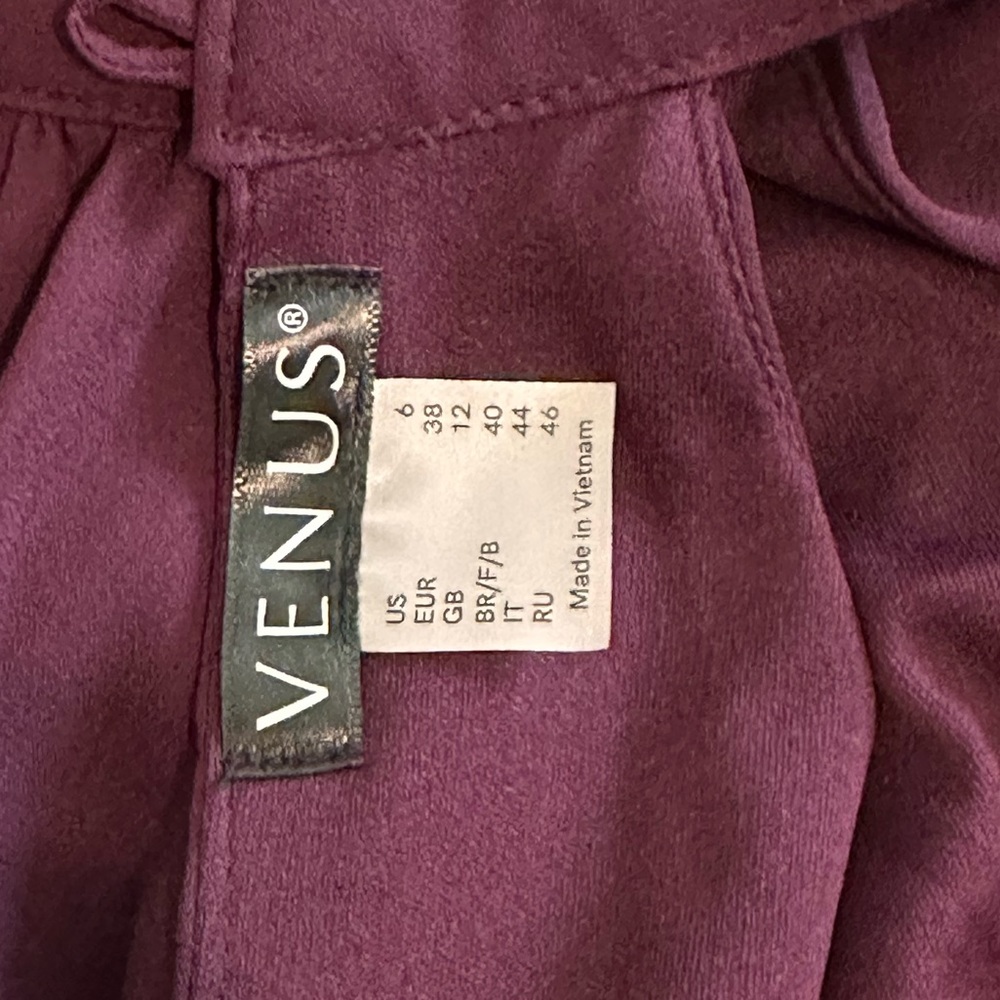 VENUS®
US 6
EUR 38
GB 12
BR/F/B 40
IT 44
RU 46
Made in Vietnam